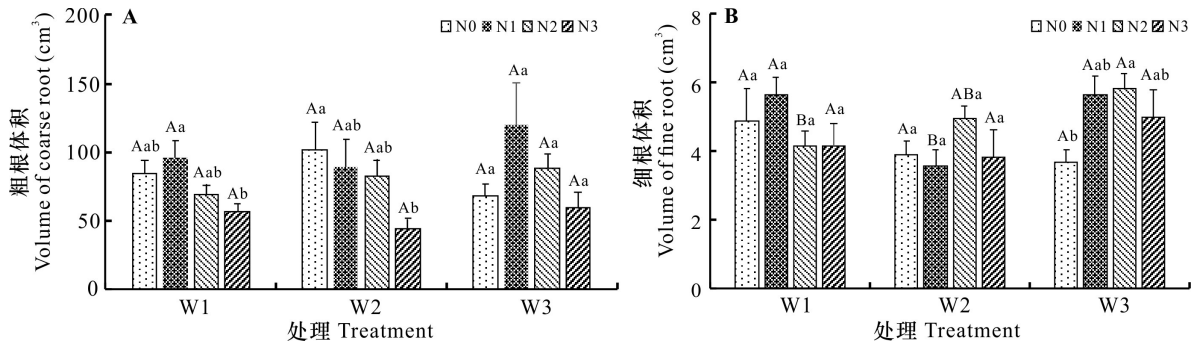 A
N0 N1 N2 N3
粗根体积
Volume of coarse root (cm³)
200
150
100
50
0
Aab Aa Aab Ab
Aa Aab Aab Ab
Aa Aa Aa Aa
W1 W2 W3
处理 Treatment
B
N0 N1 N2 N3
细根体积
Volume of fine root (cm³)
8
6
4
2
0
Aa Aa Ba Aa
Aa Ba ABa Aa
Ab Aab Aa Aab
W1 W2 W3
处理 Treatment